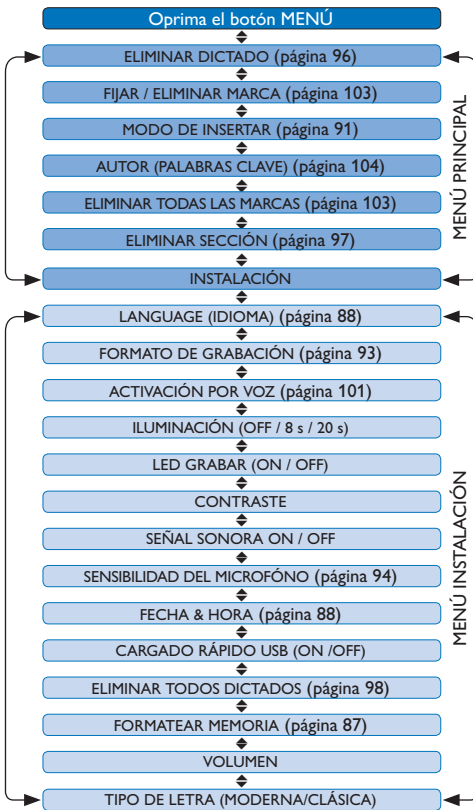 Oprima el botón MENÚ
ELIMINAR DICTADO (página 96)
FIJAR / ELIMINAR MARCA (página 103)
MODO DE INSERTAR (página 91)
AUTOR (PALABRAS CLAVE) (página 104)
ELIMINAR TODAS LAS MARCAS (página 103)
ELIMINAR SECCIÓN (página 97)
INSTALACIÓN
MENÚ PRINCIPAL
LANGUAGE (IDIOMA) (página 88)
FORMATO DE GRABACIÓN (página 93)
ACTIVACIÓN POR VOZ (página 101)
ILUMINACIÓN (OFF / 8 s / 20 s)
LED GRABAR (ON / OFF)
CONTRASTE
SEÑAL SONORA ON / OFF
SENSIBILIDAD DEL MICROFÓNO (página 94)
FECHA & HORA (página 88)
CARGADO RÁPIDO USB (ON /OFF)
ELIMINAR TODOS DICTADOS (página 98)
FORMATEAR MEMORIA (página 87)
VOLUMEN
TIPO DE LETRA (MODERNA/CLÁSICA)
MENÚ INSTALACIÓN